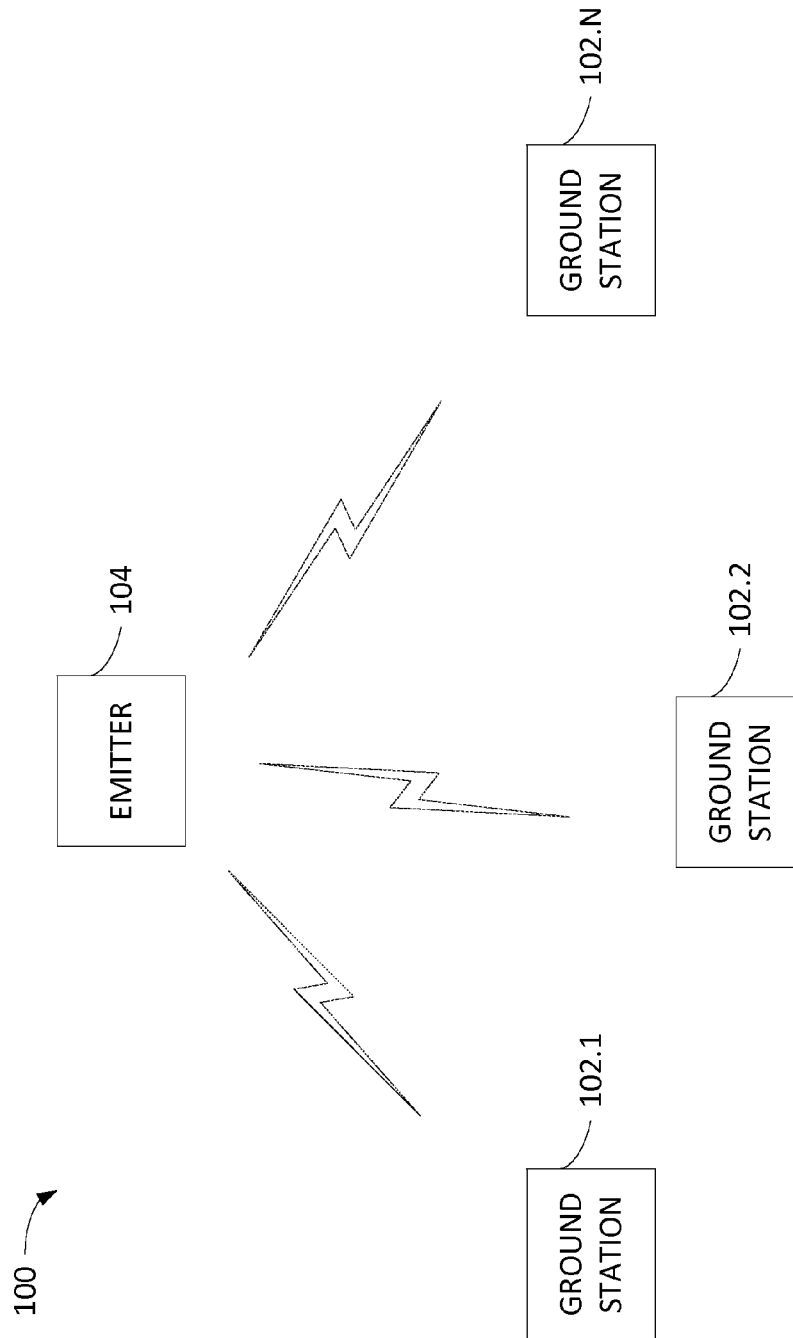 100
EMITTER
104
GROUND
STATION
102.1
GROUND
STATION
102.2
GROUND
STATION
102.N